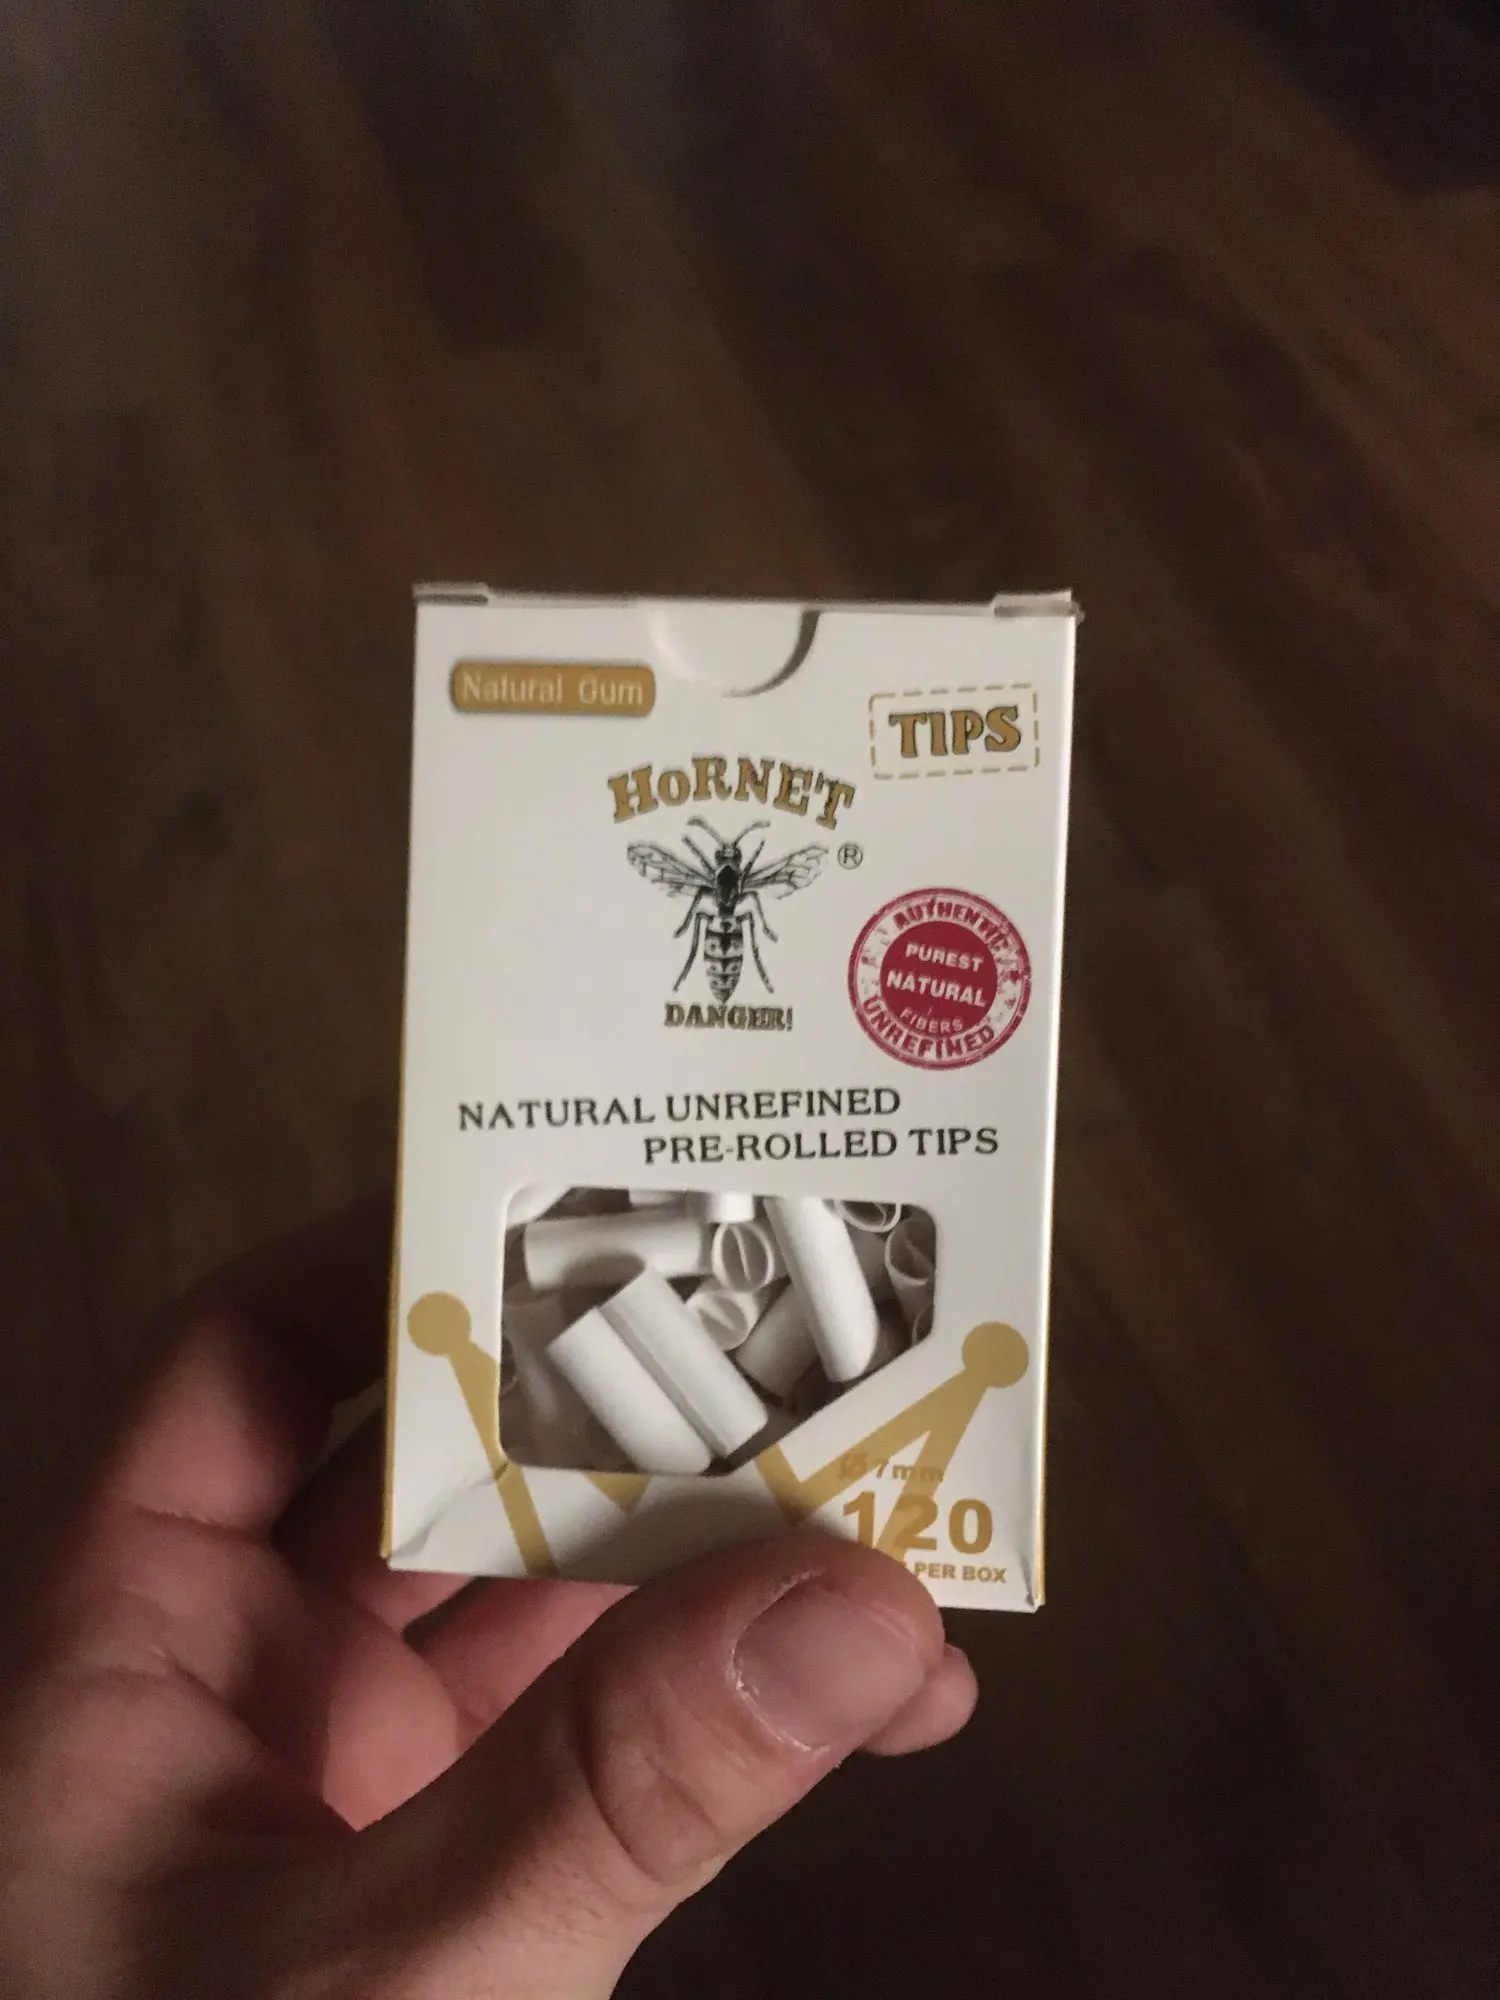 Natural Gum
TIPS
HoRNET
®
DANGER!
AUTHENTIC
PUREST
NATURAL
FIBERS
UNREFINED
NATURAL UNREFINED
PRE-ROLLED TIPS
Ø 7mm
120
PER BOX